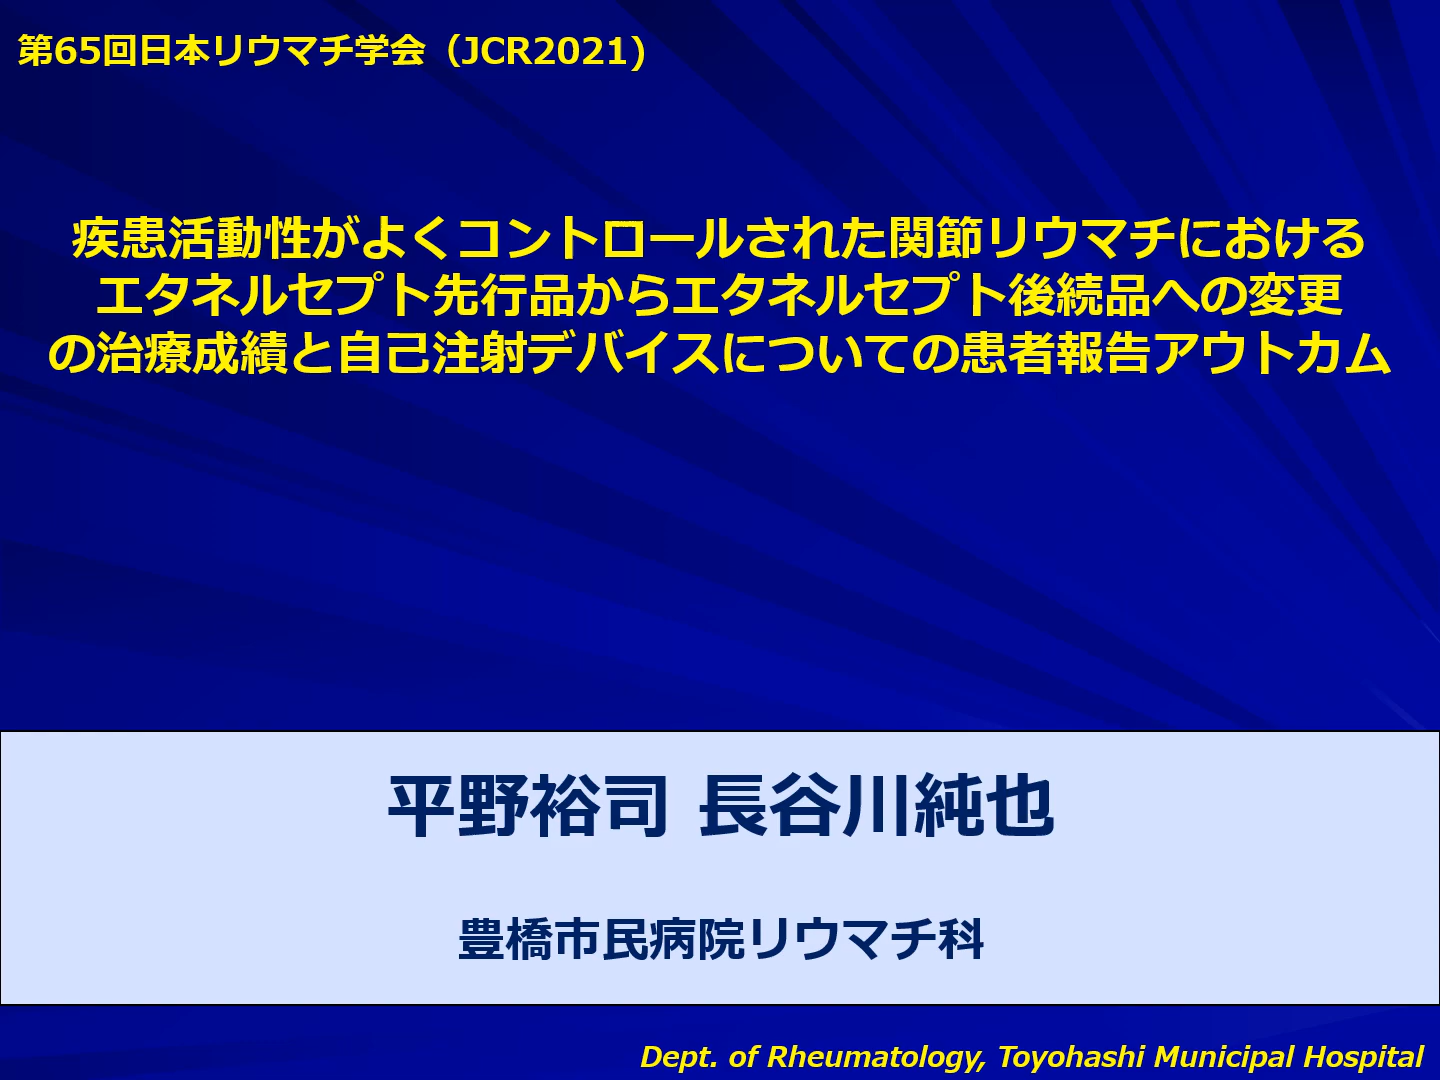 第65回日本リウマチ学会（JCR2021)
疾患活動性がよくコントロールされた関節リウマチにおける
エタネルセプト先行品からエタネルセプト後続品への変更
の治療成績と自己注射デバイスについての患者報告アウトカム
平野裕司 長谷川純也
豊橋市民病院リウマチ科
Dept. of Rheumatology, Toyohashi Municipal Hospital